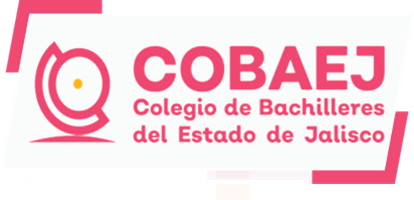 COBAEJ
Colegio de Bachilleres
del Estado de Jalisco